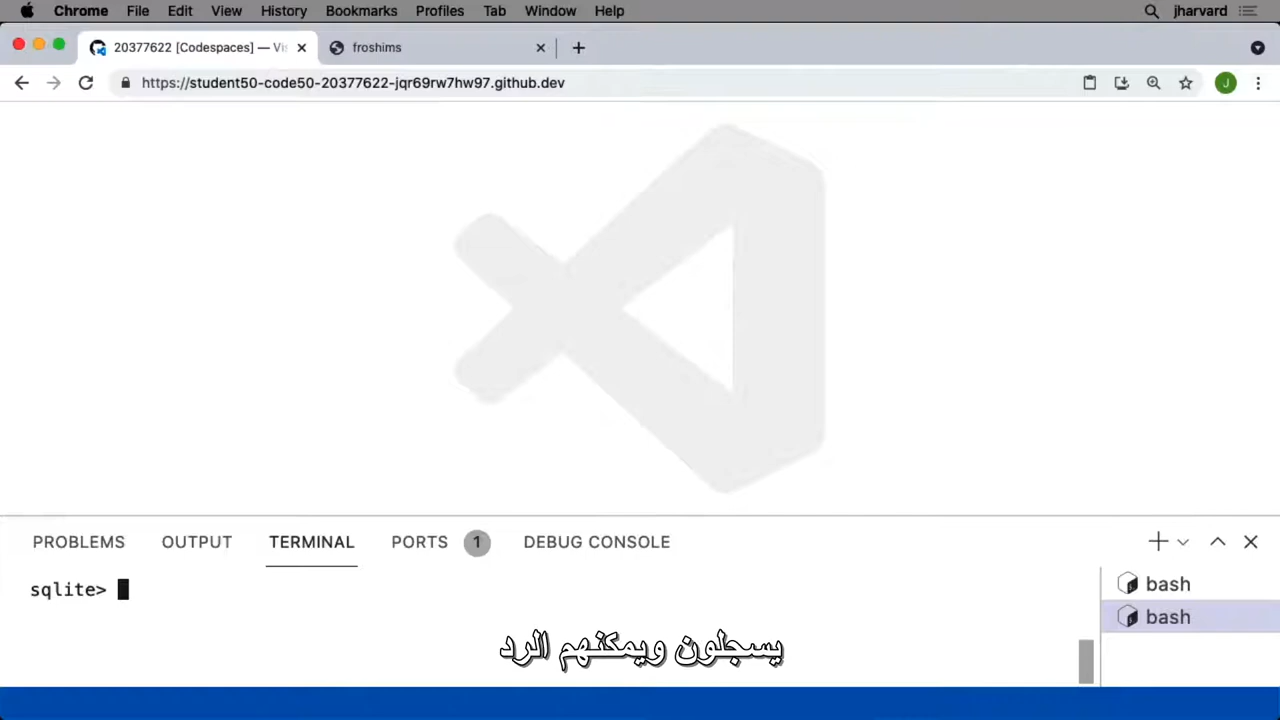 Chrome File Edit View History Bookmarks Profiles Tab Window Help jharvard
20377622 [Codespaces] — Vis froshims
https://student50-code50-20377622-jqr69rw7hw97.github.dev J
PROBLEMS OUTPUT TERMINAL PORTS 1 DEBUG CONSOLE
sqlite> bash
bash
يسجلون ويمكنهم الرد